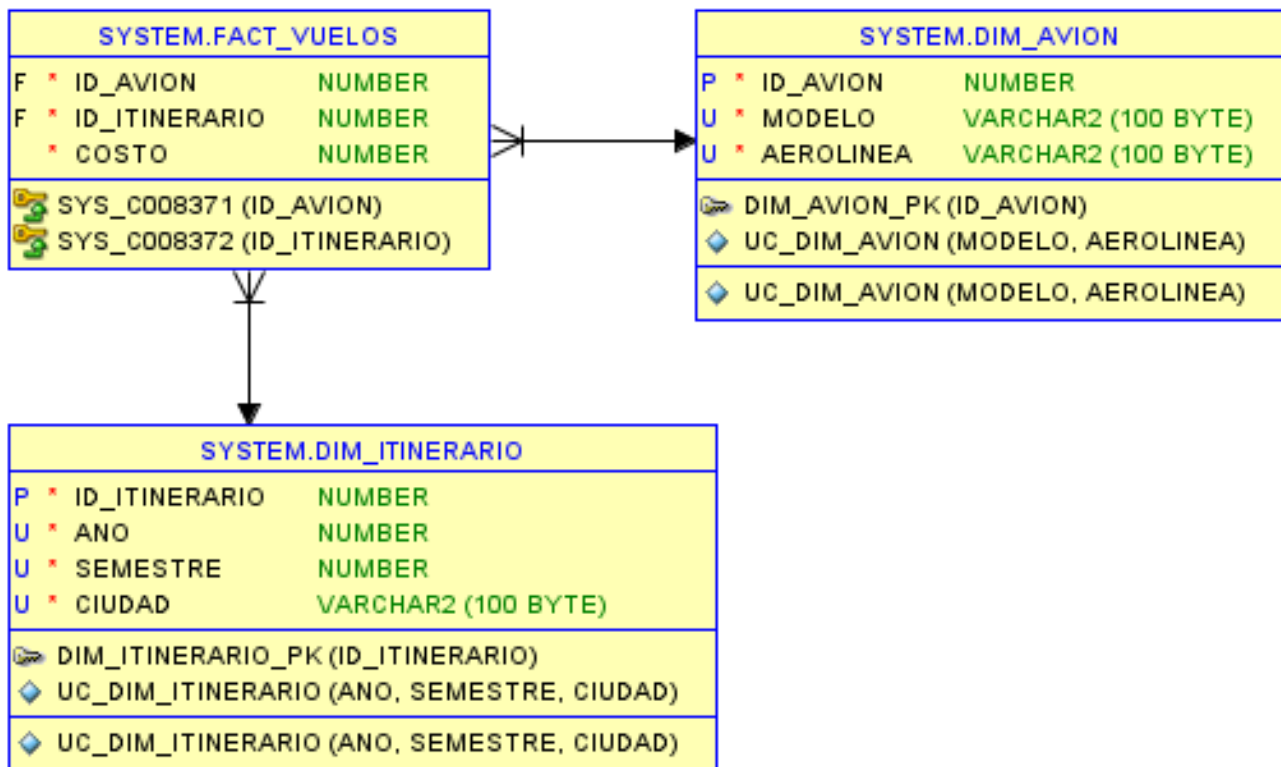 SYSTEM.FACT_VUELOS
F * ID_AVION NUMBER
F * ID_ITINERARIO NUMBER
* COSTO NUMBER
SYS_C008371 (ID_AVION)
SYS_C008372 (ID_ITINERARIO)
SYSTEM.DIM_AVION
P * ID_AVION NUMBER
U * MODELO VARCHAR2 (100 BYTE)
U * AEROLINEA VARCHAR2 (100 BYTE)
DIM_AVION_PK (ID_AVION)
UC_DIM_AVION (MODELO, AEROLINEA)
UC_DIM_AVION (MODELO, AEROLINEA)
SYSTEM.DIM_ITINERARIO
P * ID_ITINERARIO NUMBER
U * ANO NUMBER
U * SEMESTRE NUMBER
U * CIUDAD VARCHAR2 (100 BYTE)
DIM_ITINERARIO_PK (ID_ITINERARIO)
UC_DIM_ITINERARIO (ANO, SEMESTRE, CIUDAD)
UC_DIM_ITINERARIO (ANO, SEMESTRE, CIUDAD)